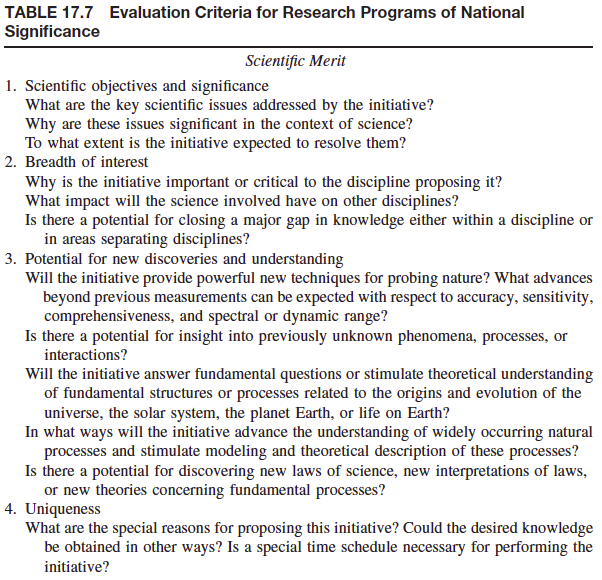 TABLE 17.7 Evaluation Criteria for Research Programs of National
Significance
Scientific Merit
1. Scientific objectives and significance
What are the key scientific issues addressed by the initiative?
Why are these issues significant in the context of science?
To what extent is the initiative expected to resolve them?
2. Breadth of interest
Why is the initiative important or critical to the discipline proposing it?
What impact will the science involved have on other disciplines?
Is there a potential for closing a major gap in knowledge either within a discipline or
in areas separating disciplines?
3. Potential for new discoveries and understanding
Will the initiative provide powerful new techniques for probing nature? What advances
beyond previous measurements can be expected with respect to accuracy, sensitivity,
comprehensiveness, and spectral or dynamic range?
Is there a potential for insight into previously unknown phenomena, processes, or
interactions?
Will the initiative answer fundamental questions or stimulate theoretical understanding
of fundamental structures or processes related to the origins and evolution of the
universe, the solar system, the planet Earth, or life on Earth?
In what ways will the initiative advance the understanding of widely occurring natural
processes and stimulate modeling and theoretical description of these processes?
Is there a potential for discovering new laws of science, new interpretations of laws,
or new theories concerning fundamental processes?
4. Uniqueness
What are the special reasons for proposing this initiative? Could the desired knowledge
be obtained in other ways? Is a special time schedule necessary for performing the
initiative?